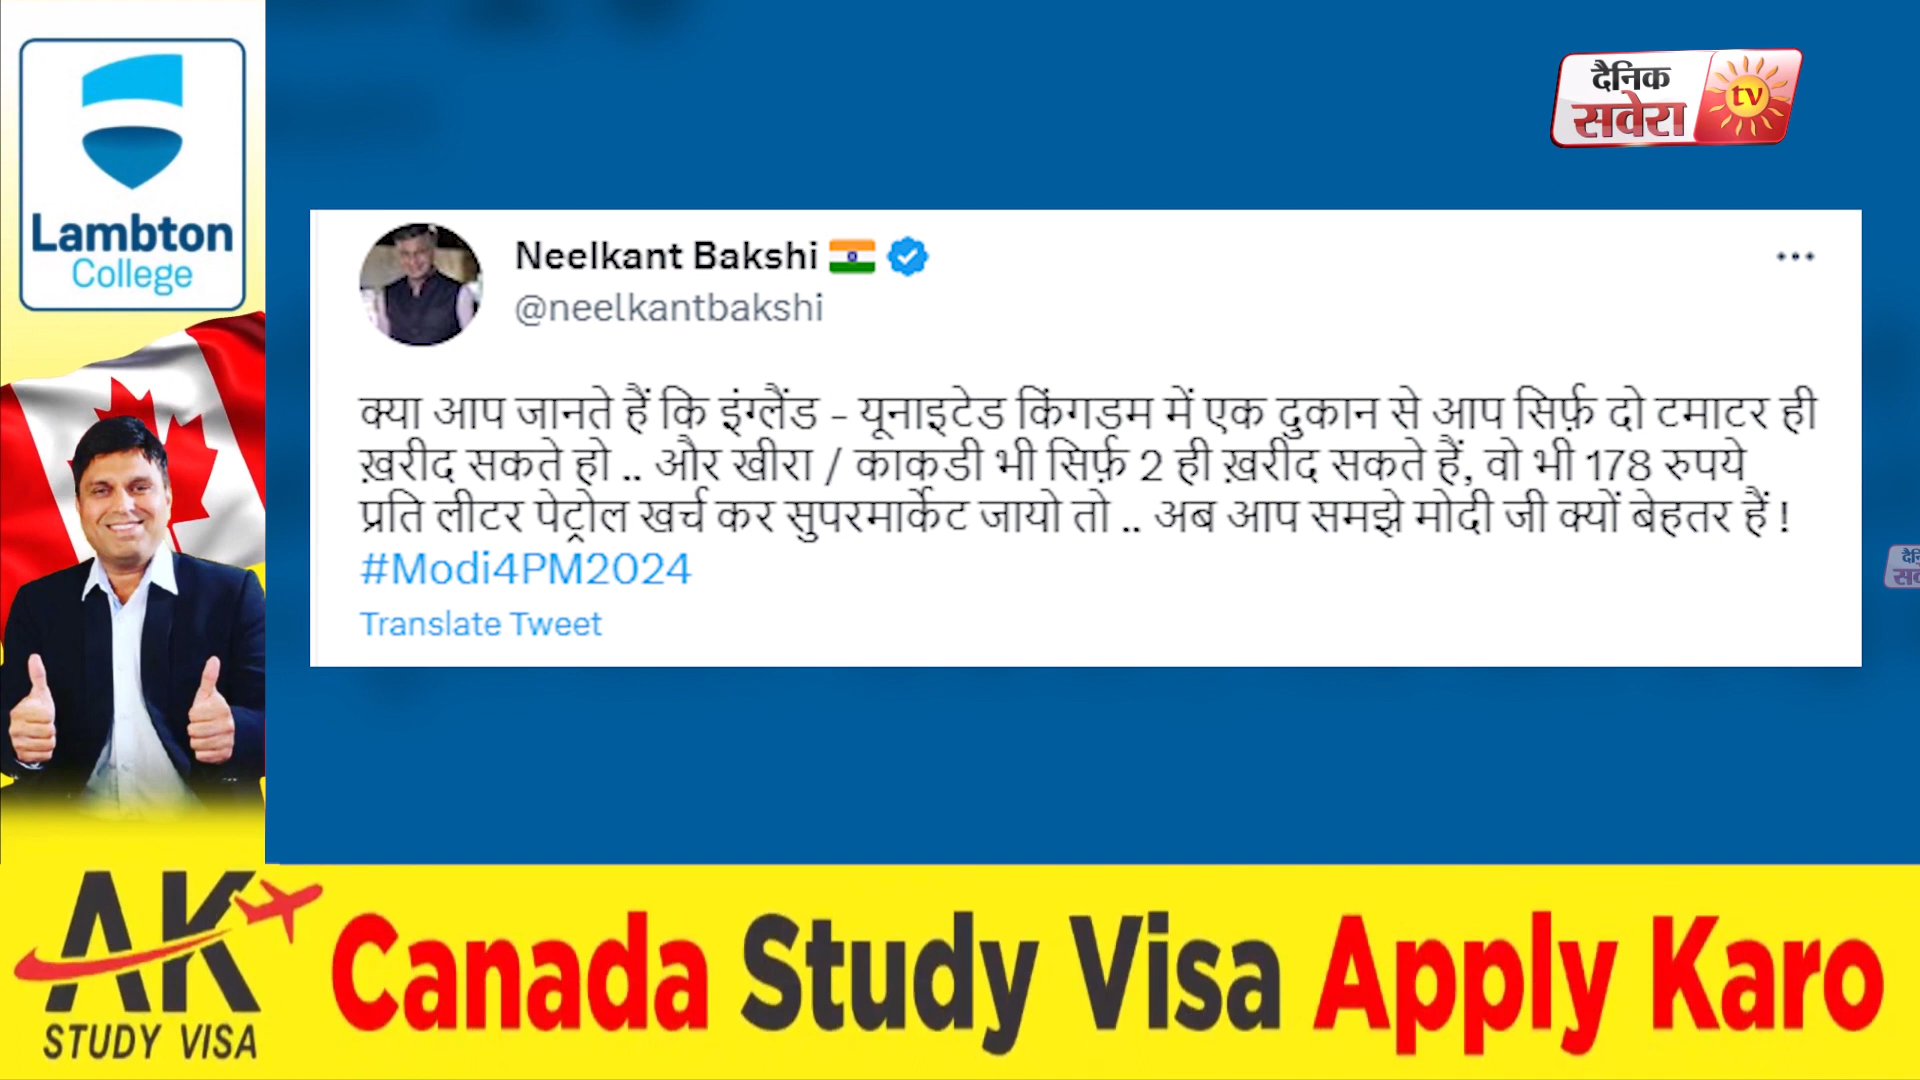 Lambton
College
दैनिक
सवेरा
tv
Neelkant Bakshi
@neelkantbakshi
क्या आप जानते हैं कि इंग्लैंड - यूनाइटेड किंगडम में एक दुकान से आप सिर्फ़ दो टमाटर ही
ख़रीद सकते हो .. और खीरा / काकडी भी सिर्फ़ 2 ही ख़रीद सकते हैं, वो भी 178 रुपये
प्रति लीटर पेट्रोल खर्च कर सुपरमार्केट जायो तो .. अब आप समझे मोदी जी क्यों बेहतर हैं !
#Modi4PM2024
Translate Tweet
AK
STUDY VISA
Canada Study Visa Apply Karo